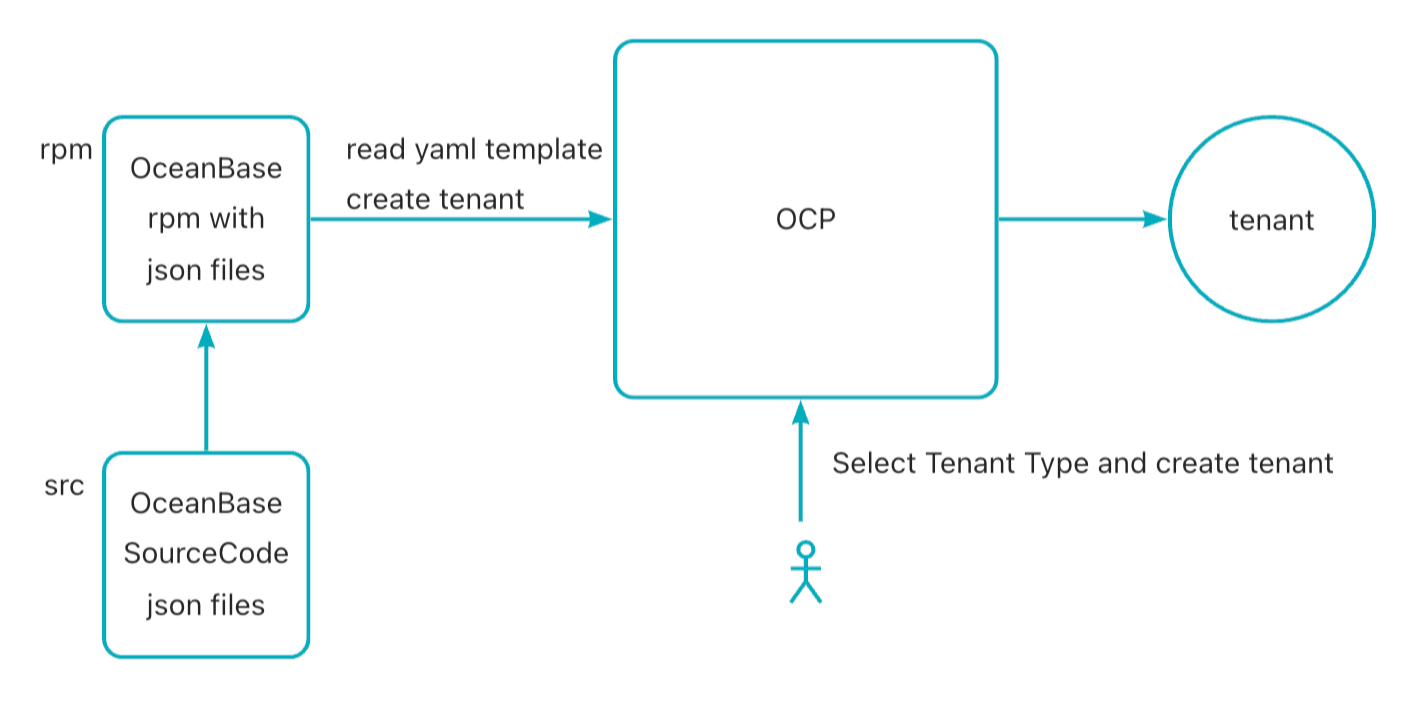 rpm
OceanBase
rpm with
json files
read yaml template
create tenant
OCP
tenant
src
OceanBase
SourceCode
json files
Select Tenant Type and create tenant